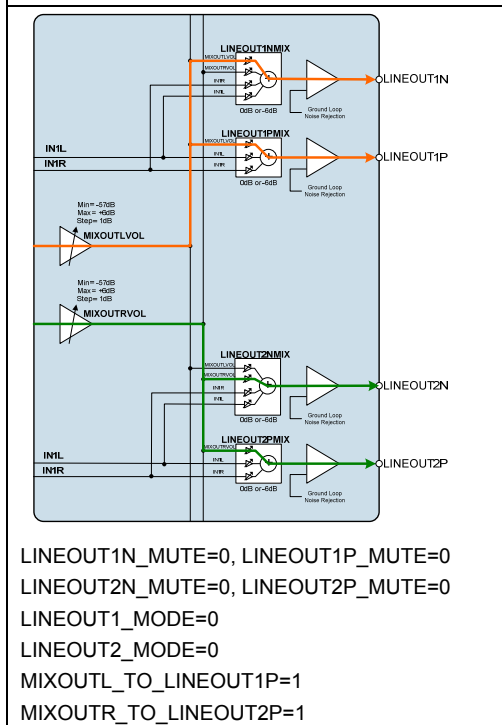 LINEOUT1NMIX
MIXOUTLVOL
MIXOUTRVOL
IN1R
IN1L
LINEOUT1N
0dB or -6dB
Ground Loop
Noise Rejection
LINEOUT1PMIX
MIXOUTLVOL
IN1L
IN1R
LINEOUT1P
IN1L
IN1R
0dB or -6dB
Ground Loop
Noise Rejection
Min= -57dB
Max= +6dB
Step= 1dB
MIXOUTLVOL
Min= -57dB
Max= +6dB
Step= 1dB
MIXOUTRVOL
LINEOUT2NMIX
MIXOUTLVOL
MIXOUTRVOL
IN1R
IN1L
LINEOUT2N
0dB or -6dB
Ground Loop
Noise Rejection
LINEOUT2PMIX
MIXOUTRVOL
IN1L
IN1R
LINEOUT2P
IN1L
IN1R
0dB or -6dB
Ground Loop
Noise Rejection
LINEOUT1N_MUTE=0, LINEOUT1P_MUTE=0
LINEOUT2N_MUTE=0, LINEOUT2P_MUTE=0
LINEOUT1_MODE=0
LINEOUT2_MODE=0
MIXOUTL_TO_LINEOUT1P=1
MIXOUTR_TO_LINEOUT2P=1